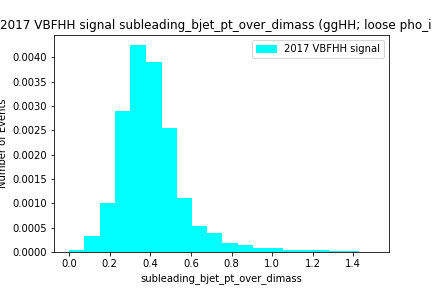 2017 VBFHH signal subleading_bjet_pt_over_dimass (ggHH; loose pho_i
2017 VBFHH signal
Number of Events
0.0040
0.0035
0.0030
0.0025
0.0020
0.0015
0.0010
0.0005
0.0000
0.0 0.2 0.4 0.6 0.8 1.0 1.2 1.4
subleading_bjet_pt_over_dimass